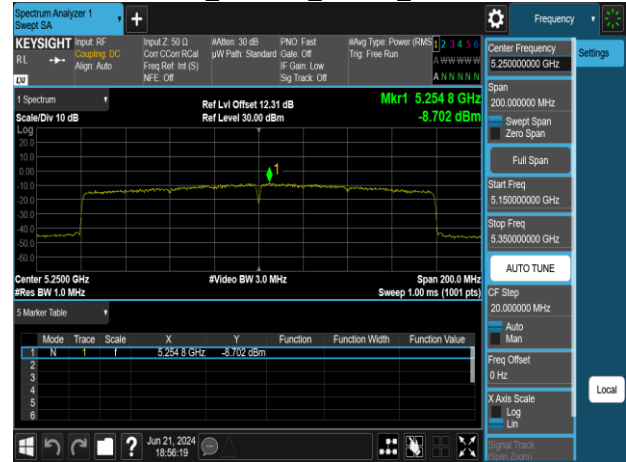 Spectrum Analyzer 1
Swept SA
Frequency
KEYSIGHT
Input: RF
Input Z: 50 Ω
#Atten: 30 dB
PNO: Fast
#Avg Type: Power (RMS)
1 2 3 4 5 6
RL
Coupling: DC
Corr CCorr RCal
µW Path: Standard
Gate: Off
Trig: Free Run
A W W W W W
Align: Auto
Freq Ref: Int (S)
IF Gain: Low
NFE: Off
Sig Track: Off
A N N N N N
LXI
1 Spectrum
Ref Lvl Offset 12.31 dB
Mkr1 5.254 8 GHz
Scale/Div 10 dB
Ref Level 30.00 dBm
-8.702 dBm
Log
20.0
10.0
0.00
-10.0
-20.0
-30.0
-40.0
-50.0
-60.0
1
Center 5.2500 GHz
#Video BW 3.0 MHz
Span 200.0 MHz
#Res BW 1.0 MHz
Sweep 1.00 ms (1001 pts)
5 Marker Table
Mode Trace Scale X Y Function Function Width Function Value
1 N 1 f 5.254 8 GHz -8.702 dBm
2
3
4
5
6
Jun 21, 2024
18:56:19
?
Center Frequency
5.250000000 GHz
Settings
Span
200.000000 MHz
Swept Span
Zero Span
Full Span
Start Freq
5.150000000 GHz
Stop Freq
5.350000000 GHz
AUTO TUNE
CF Step
20.000000 MHz
Auto
Man
Freq Offset
0 Hz
X Axis Scale
Log
Lin
Local
Signal Track
(Span Zoom)